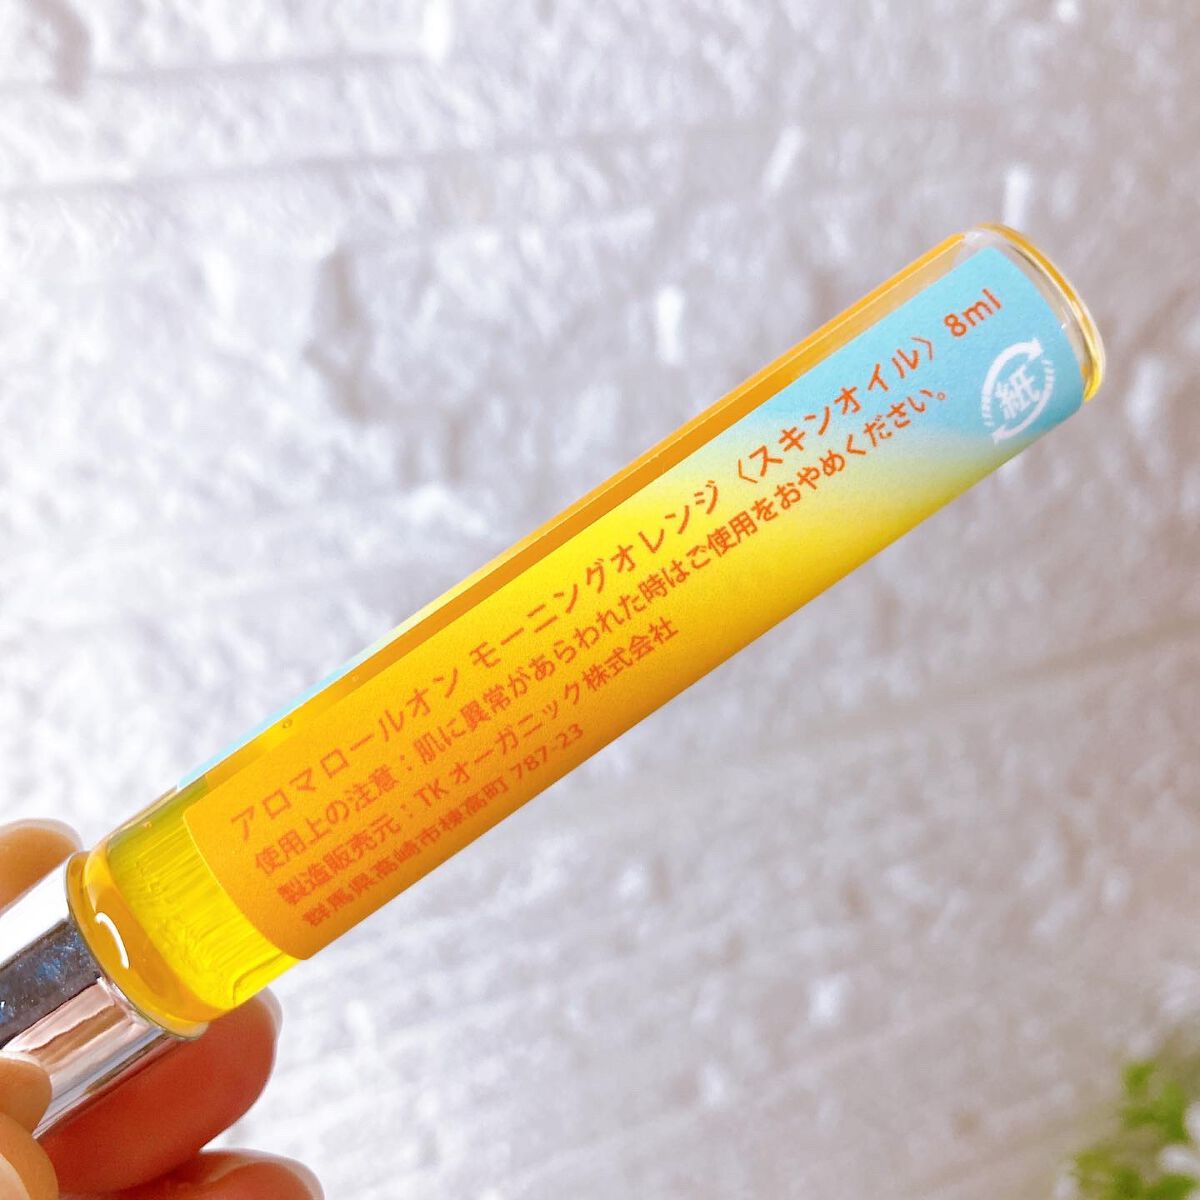 アロマロールオン モーニングオレンジ〈スキンオイル〉 8ml
使用上の注意：肌に異常があらわれた時はご使用をおやめください。
製造販売元：TKオーガニック株式会社
群馬県高崎市棟高町 787-23
紙